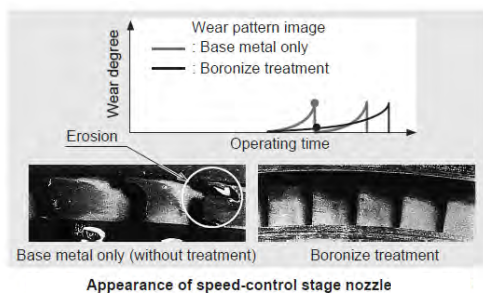 Wear pattern image
: Base metal only
: Boronize treatment
Wear degree
Operating time
Erosion
Base metal only (without treatment)
Boronize treatment
Appearance of speed-control stage nozzle